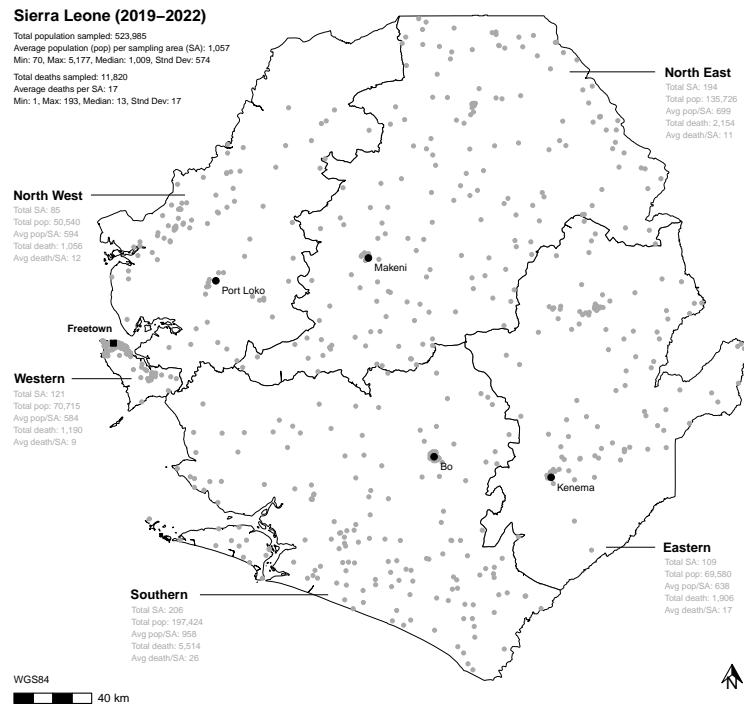 Sierra Leone (2019–2022)
Total population sampled: 523,985
Average population (pop) per sampling area (SA): 1,057
Min: 70, Max: 5,177, Median: 1,009, Stnd Dev: 574
Total deaths sampled: 11,820
Average deaths per SA: 17
Min: 1, Max: 193, Median: 13, Stnd Dev: 17
North East
Total SA: 194
Total pop: 135,726
Avg pop/SA: 699
Total death: 2,154
Avg death/SA: 11
North West
Total SA: 85
Total pop: 50,540
Avg pop/SA: 594
Total death: 1,056
Avg death/SA: 12
Makeni
Port Loko
Freetown
Western
Total SA: 121
Total pop: 70,715
Avg pop/SA: 584
Total death: 1,190
Avg death/SA: 9
Bo
Kenema
Eastern
Total SA: 109
Total pop: 69,580
Avg pop/SA: 638
Total death: 1,906
Avg death/SA: 17
Southern
Total SA: 206
Total pop: 197,424
Avg pop/SA: 958
Total death: 5,514
Avg death/SA: 26
WGS84
40 km
N